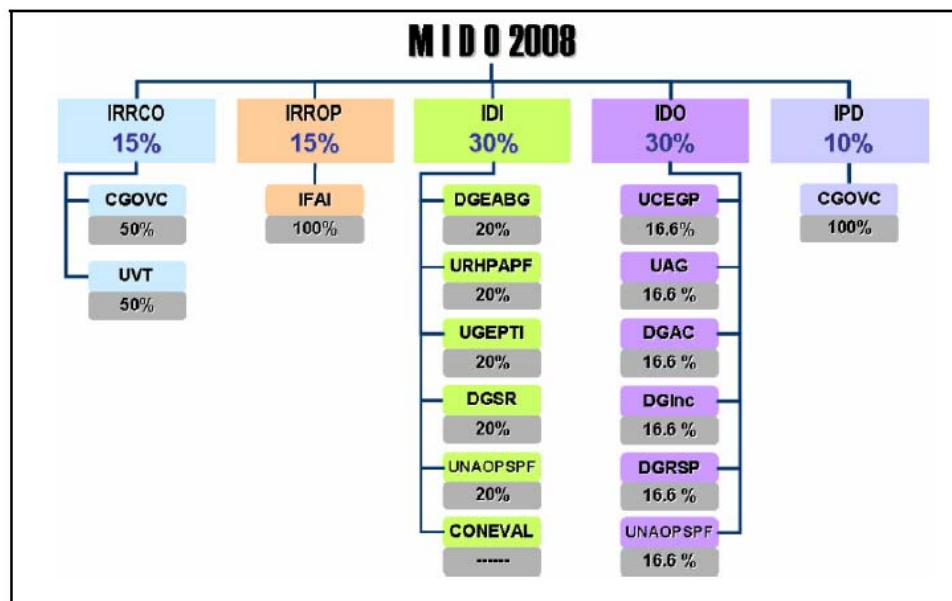 M I D O 2008
IRRCO
15%
CGOVC
50%
UVT
50%
IRROP
15%
IFAI
100%
IDI
30%
DGEABG
20%
URHPAPF
20%
UGEPTI
20%
DGSR
20%
UNAOPSPF
20%
CONEVAL
------
IDO
30%
UCEGP
16.6%
UAG
16.6 %
DGAC
16.6 %
DGInc
16.6 %
DGRSP
16.6 %
UNAOPSPF
16.6 %
IPD
10%
CGOVC
100%